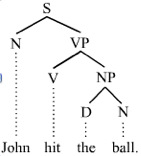 S
N VP
V NP
D N
John hit the ball.